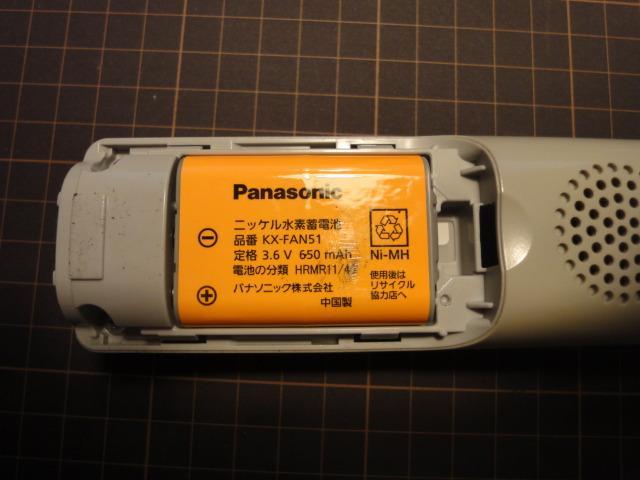 Panasonic
ニッケル水素蓄電池
品番 KX-FAN51
定格 3.6 V 650 mAh
電池の分類 HRMR11/4
パナソニック株式会社
中国製
Ni-MH
使用後は
リサイクル
協力店へ